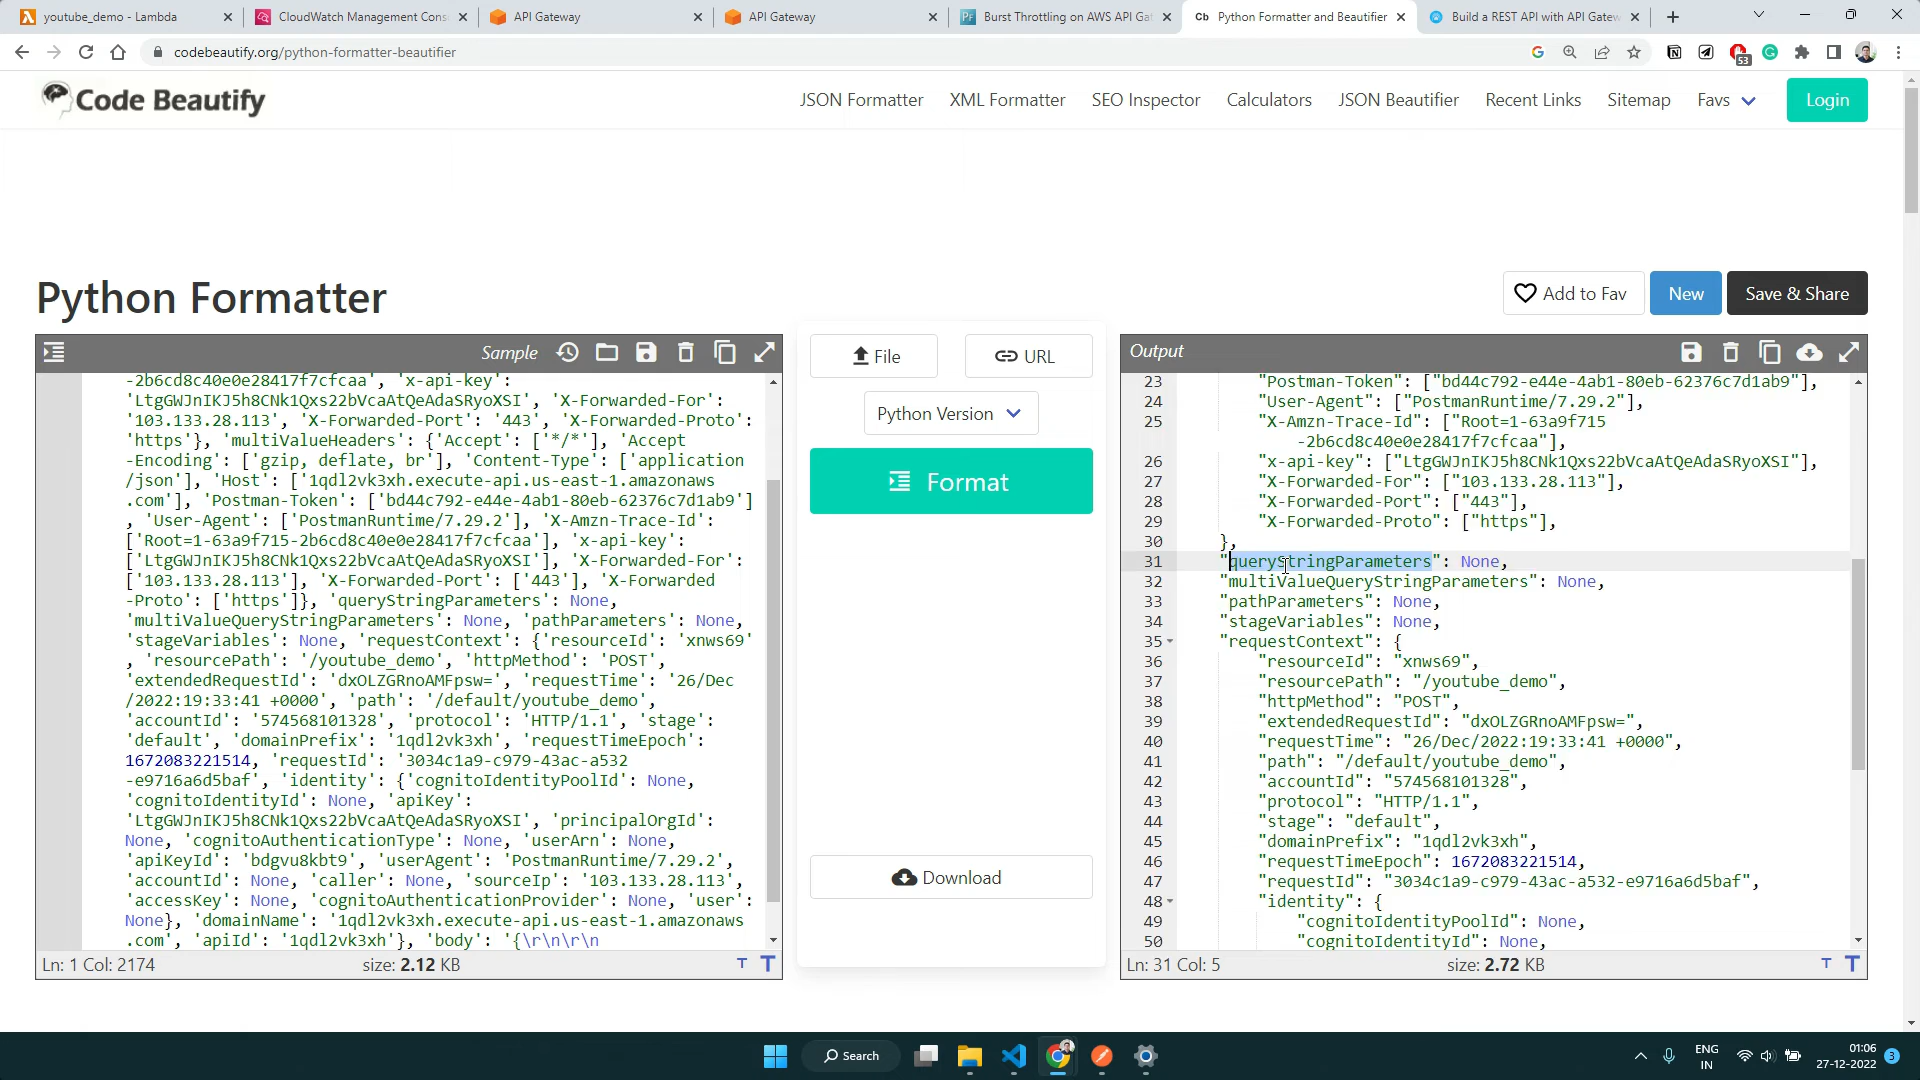 youtube_demo - Lambda
CloudWatch Management Cons
API Gateway
API Gateway
Burst Throttling on AWS API Gat
Cb Python Formatter and Beautifier
Build a REST API with API Gatew
codebeautify.org/python-formatter-beautifier
53
Code Beautify
JSON Formatter
XML Formatter
SEO Inspector
Calculators
JSON Beautifier
Recent Links
Sitemap
Favs
Login
Python Formatter
Add to Fav
New
Save & Share
Sample
-2b6cd8c40e0e28417f7cfcaa', 'x-api-key':
'LtgGWJnIKJ5h8CNk1Qxs22bVcaAtQeAdaSRyoXSI', 'X-Forwarded-For':
'103.133.28.113', 'X-Forwarded-Port': '443', 'X-Forwarded-Proto':
'https'}, 'multiValueHeaders': {'Accept': ['*/*'], 'Accept
-Encoding': ['gzip, deflate, br'], 'Content-Type': ['application
/json'], 'Host': ['1qdl2vk3xh.execute-api.us-east-1.amazonaws
.com'], 'Postman-Token': ['bd44c792-e44e-4ab1-80eb-62376c7d1ab9']
, 'User-Agent': ['PostmanRuntime/7.29.2'], 'X-Amzn-Trace-Id':
['Root=1-63a9f715-2b6cd8c40e0e28417f7cfcaa'], 'x-api-key':
['LtgGWJnIKJ5h8CNk1Qxs22bVcaAtQeAdaSRyoXSI'], 'X-Forwarded-For':
['103.133.28.113'], 'X-Forwarded-Port': ['443'], 'X-Forwarded
-Proto': ['https']}, 'queryStringParameters': None,
'multiValueQueryStringParameters': None, 'pathParameters': None,
'stageVariables': None, 'requestContext': {'resourceId': 'xnws69'
, 'resourcePath': '/youtube_demo', 'httpMethod': 'POST',
'extendedRequestId': 'dxOLZGRnoAMFpsw=', 'requestTime': '26/Dec
/2022:19:33:41 +0000', 'path': '/default/youtube_demo',
'accountId': '574568101328', 'protocol': 'HTTP/1.1', 'stage':
'default', 'domainPrefix': '1qdl2vk3xh', 'requestTimeEpoch':
1672083221514, 'requestId': '3034c1a9-c979-43ac-a532
-e9716a6d5baf', 'identity': {'cognitoIdentityPoolId': None,
'cognitoIdentityId': None, 'apiKey':
'LtgGWJnIKJ5h8CNk1Qxs22bVcaAtQeAdaSRyoXSI', 'principalOrgId':
None, 'cognitoAuthenticationType': None, 'userArn': None,
'apiKeyId': 'bdgvu8kbt9', 'userAgent': 'PostmanRuntime/7.29.2',
'accountId': None, 'caller': None, 'sourceIp': '103.133.28.113',
'accessKey': None, 'cognitoAuthenticationProvider': None, 'user':
None}, 'domainName': '1qdl2vk3xh.execute-api.us-east-1.amazonaws
.com', 'apiId': '1qdl2vk3xh'}, 'body': '{\r\n\r\n
Ln: 1 Col: 2174
size: 2.12 KB
File
URL
Python Version
Format
Download
Output
23 "Postman-Token": ["bd44c792-e44e-4ab1-80eb-62376c7d1ab9"],
24 "User-Agent": ["PostmanRuntime/7.29.2"],
25 "X-Amzn-Trace-Id": ["Root=1-63a9f715
-2b6cd8c40e0e28417f7cfcaa"],
26 "x-api-key": ["LtgGWJnIKJ5h8CNk1Qxs22bVcaAtQeAdaSRyoXSI"],
27 "X-Forwarded-For": ["103.133.28.113"],
28 "X-Forwarded-Port": ["443"],
29 "X-Forwarded-Proto": ["https"],
30 },
31 "queryStringParameters": None,
32 "multiValueQueryStringParameters": None,
33 "pathParameters": None,
34 "stageVariables": None,
35 "requestContext": {
36 "resourceId": "xnws69",
37 "resourcePath": "/youtube_demo",
38 "httpMethod": "POST",
39 "extendedRequestId": "dxOLZGRnoAMFpsw=",
40 "requestTime": "26/Dec/2022:19:33:41 +0000",
41 "path": "/default/youtube_demo",
42 "accountId": "574568101328",
43 "protocol": "HTTP/1.1",
44 "stage": "default",
45 "domainPrefix": "1qdl2vk3xh",
46 "requestTimeEpoch": 1672083221514,
47 "requestId": "3034c1a9-c979-43ac-a532-e9716a6d5baf",
48 "identity": {
49 "cognitoIdentityPoolId": None,
50 "cognitoIdentityId": None,
Ln: 31 Col: 5
size: 2.72 KB
Search
ENG
IN
01:06
27-12-2022
3